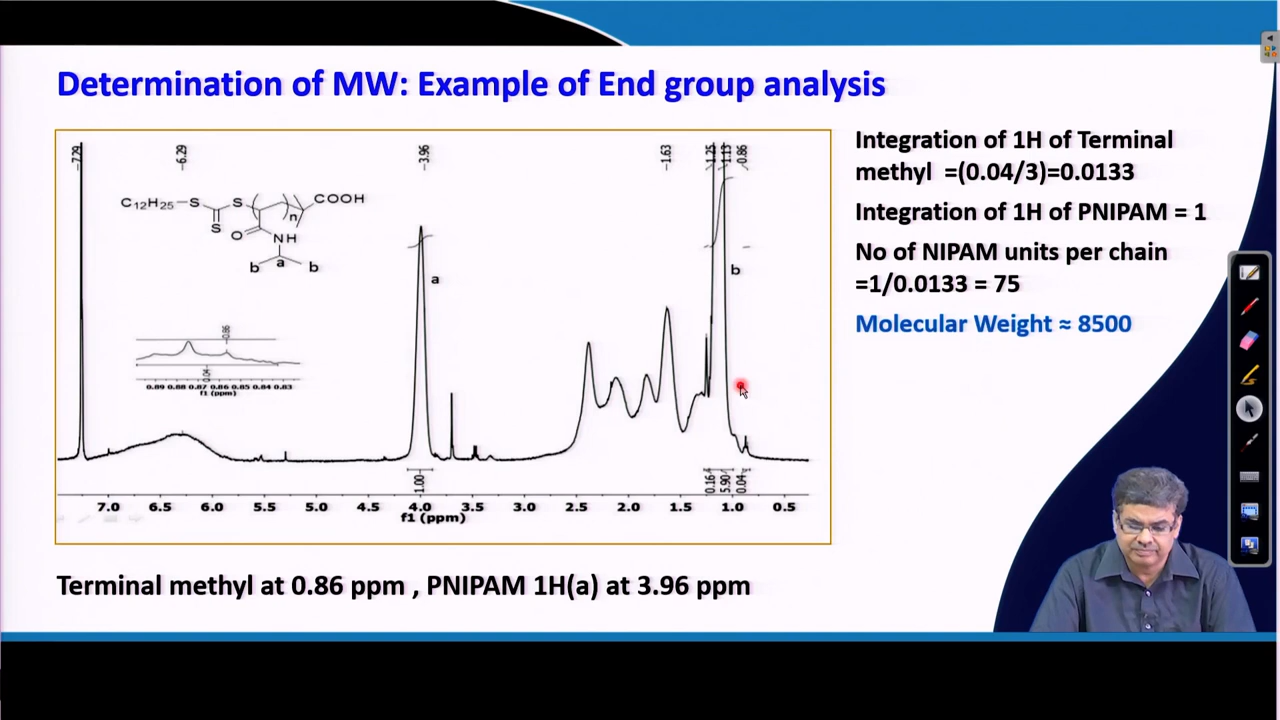 Determination of MW: Example of End group analysis
−7.29
−6.29
−3.96
−1.63
1.25
1.13
0.86
C12H25−S
S
S
n
COOH
O
NH
b
a
b
a
b
0.86
0.04
0.89 0.88 0.87 0.86 0.85 0.84 0.83
f1 (ppm)
1.00
0.16
5.90
0.04
7.0 6.5 6.0 5.5 5.0 4.5 4.0 3.5 3.0 2.5 2.0 1.5 1.0 0.5
f1 (ppm)
Integration of 1H of Terminal
methyl =(0.04/3)=0.0133
Integration of 1H of PNIPAM = 1
No of NIPAM units per chain
=1/0.0133 = 75
Molecular Weight ≈ 8500
Terminal methyl at 0.86 ppm , PNIPAM 1H(a) at 3.96 ppm